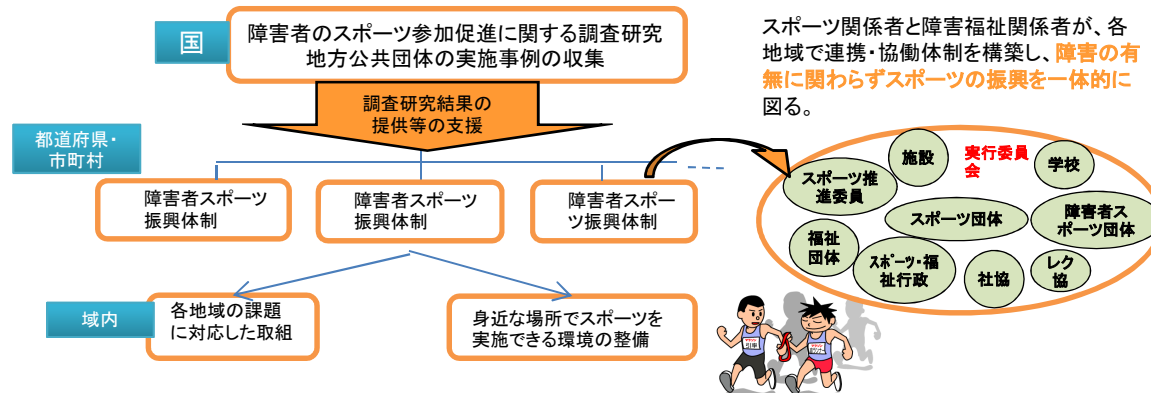 国
障害者のスポーツ参加促進に関する調査研究
地方公共団体の実施事例の収集
調査研究結果の
提供等の支援
都道府県・
市町村
障害者スポーツ
振興体制
障害者スポーツ
振興体制
障害者スポー
ツ振興体制
域内
各地域の課題
に対応した取組
身近な場所でスポーツを
実施できる環境の整備
スポーツ関係者と障害福祉関係者が、各
地域で連携・協働体制を構築し、障害の有
無に関わらずスポーツの振興を一体的に
図る。
施設
実行委員
会
学校
スポーツ推
進委員
スポーツ団体
障害者ス
ポーツ団体
福祉
団体
スポーツ・福
祉行政
社協
レク
協